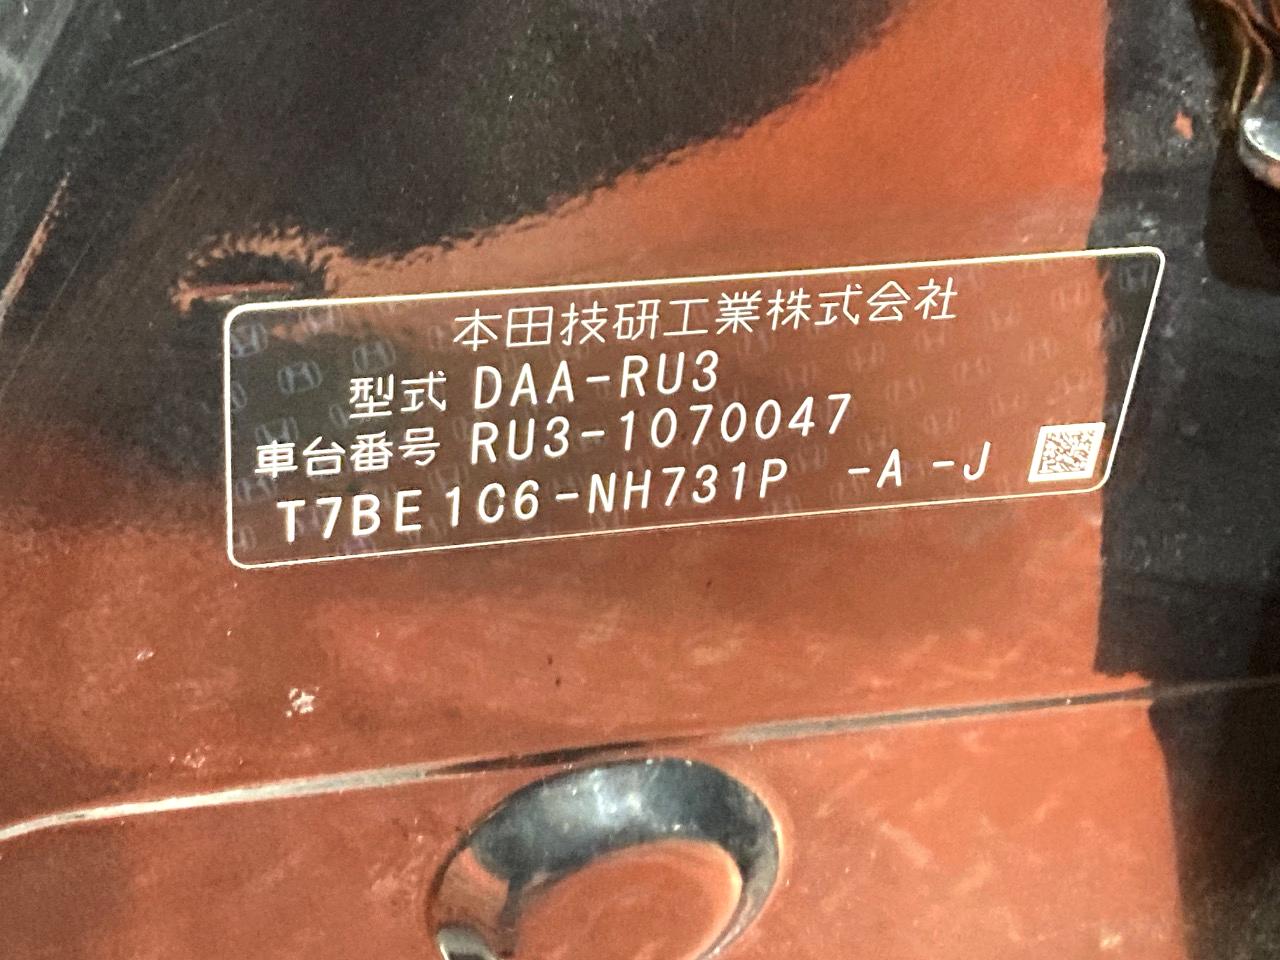 本田技研工業株式会社
型式 DAA-RU3
車台番号 RU3-1070047
T7BE1C6-NH731P -A -J